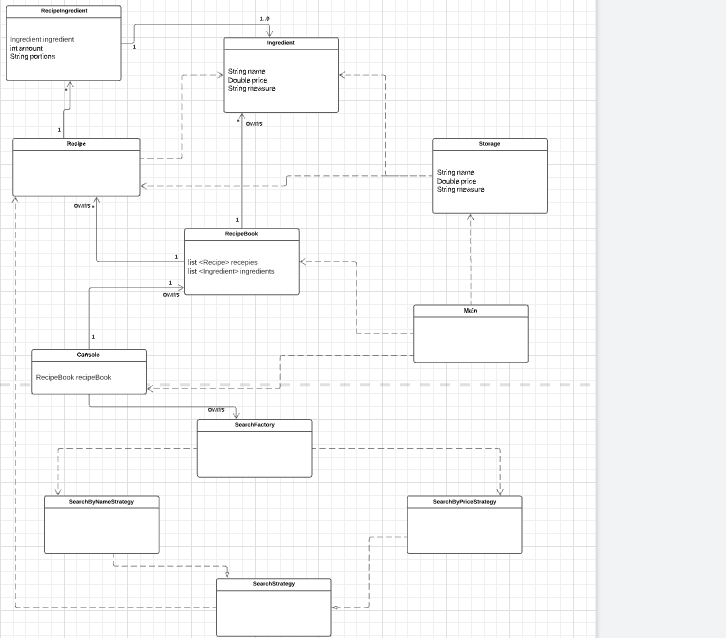 RecipeIngredient
Ingredient ingredient
int amount
String portions
1..0
1
Ingredient
String name
Double price
String measure
*
1
*
owns
Recipe
Storage
String name
Double price
String measure
owns *
1
1
RecipeBook
list <Recipe> recepies
list <Ingredient> ingredients
1
owns
Main
1
Console
RecipeBook recipeBook
owns
SearchFactory
SearchByNameStrategy
SearchByPriceStrategy
SearchStrategy